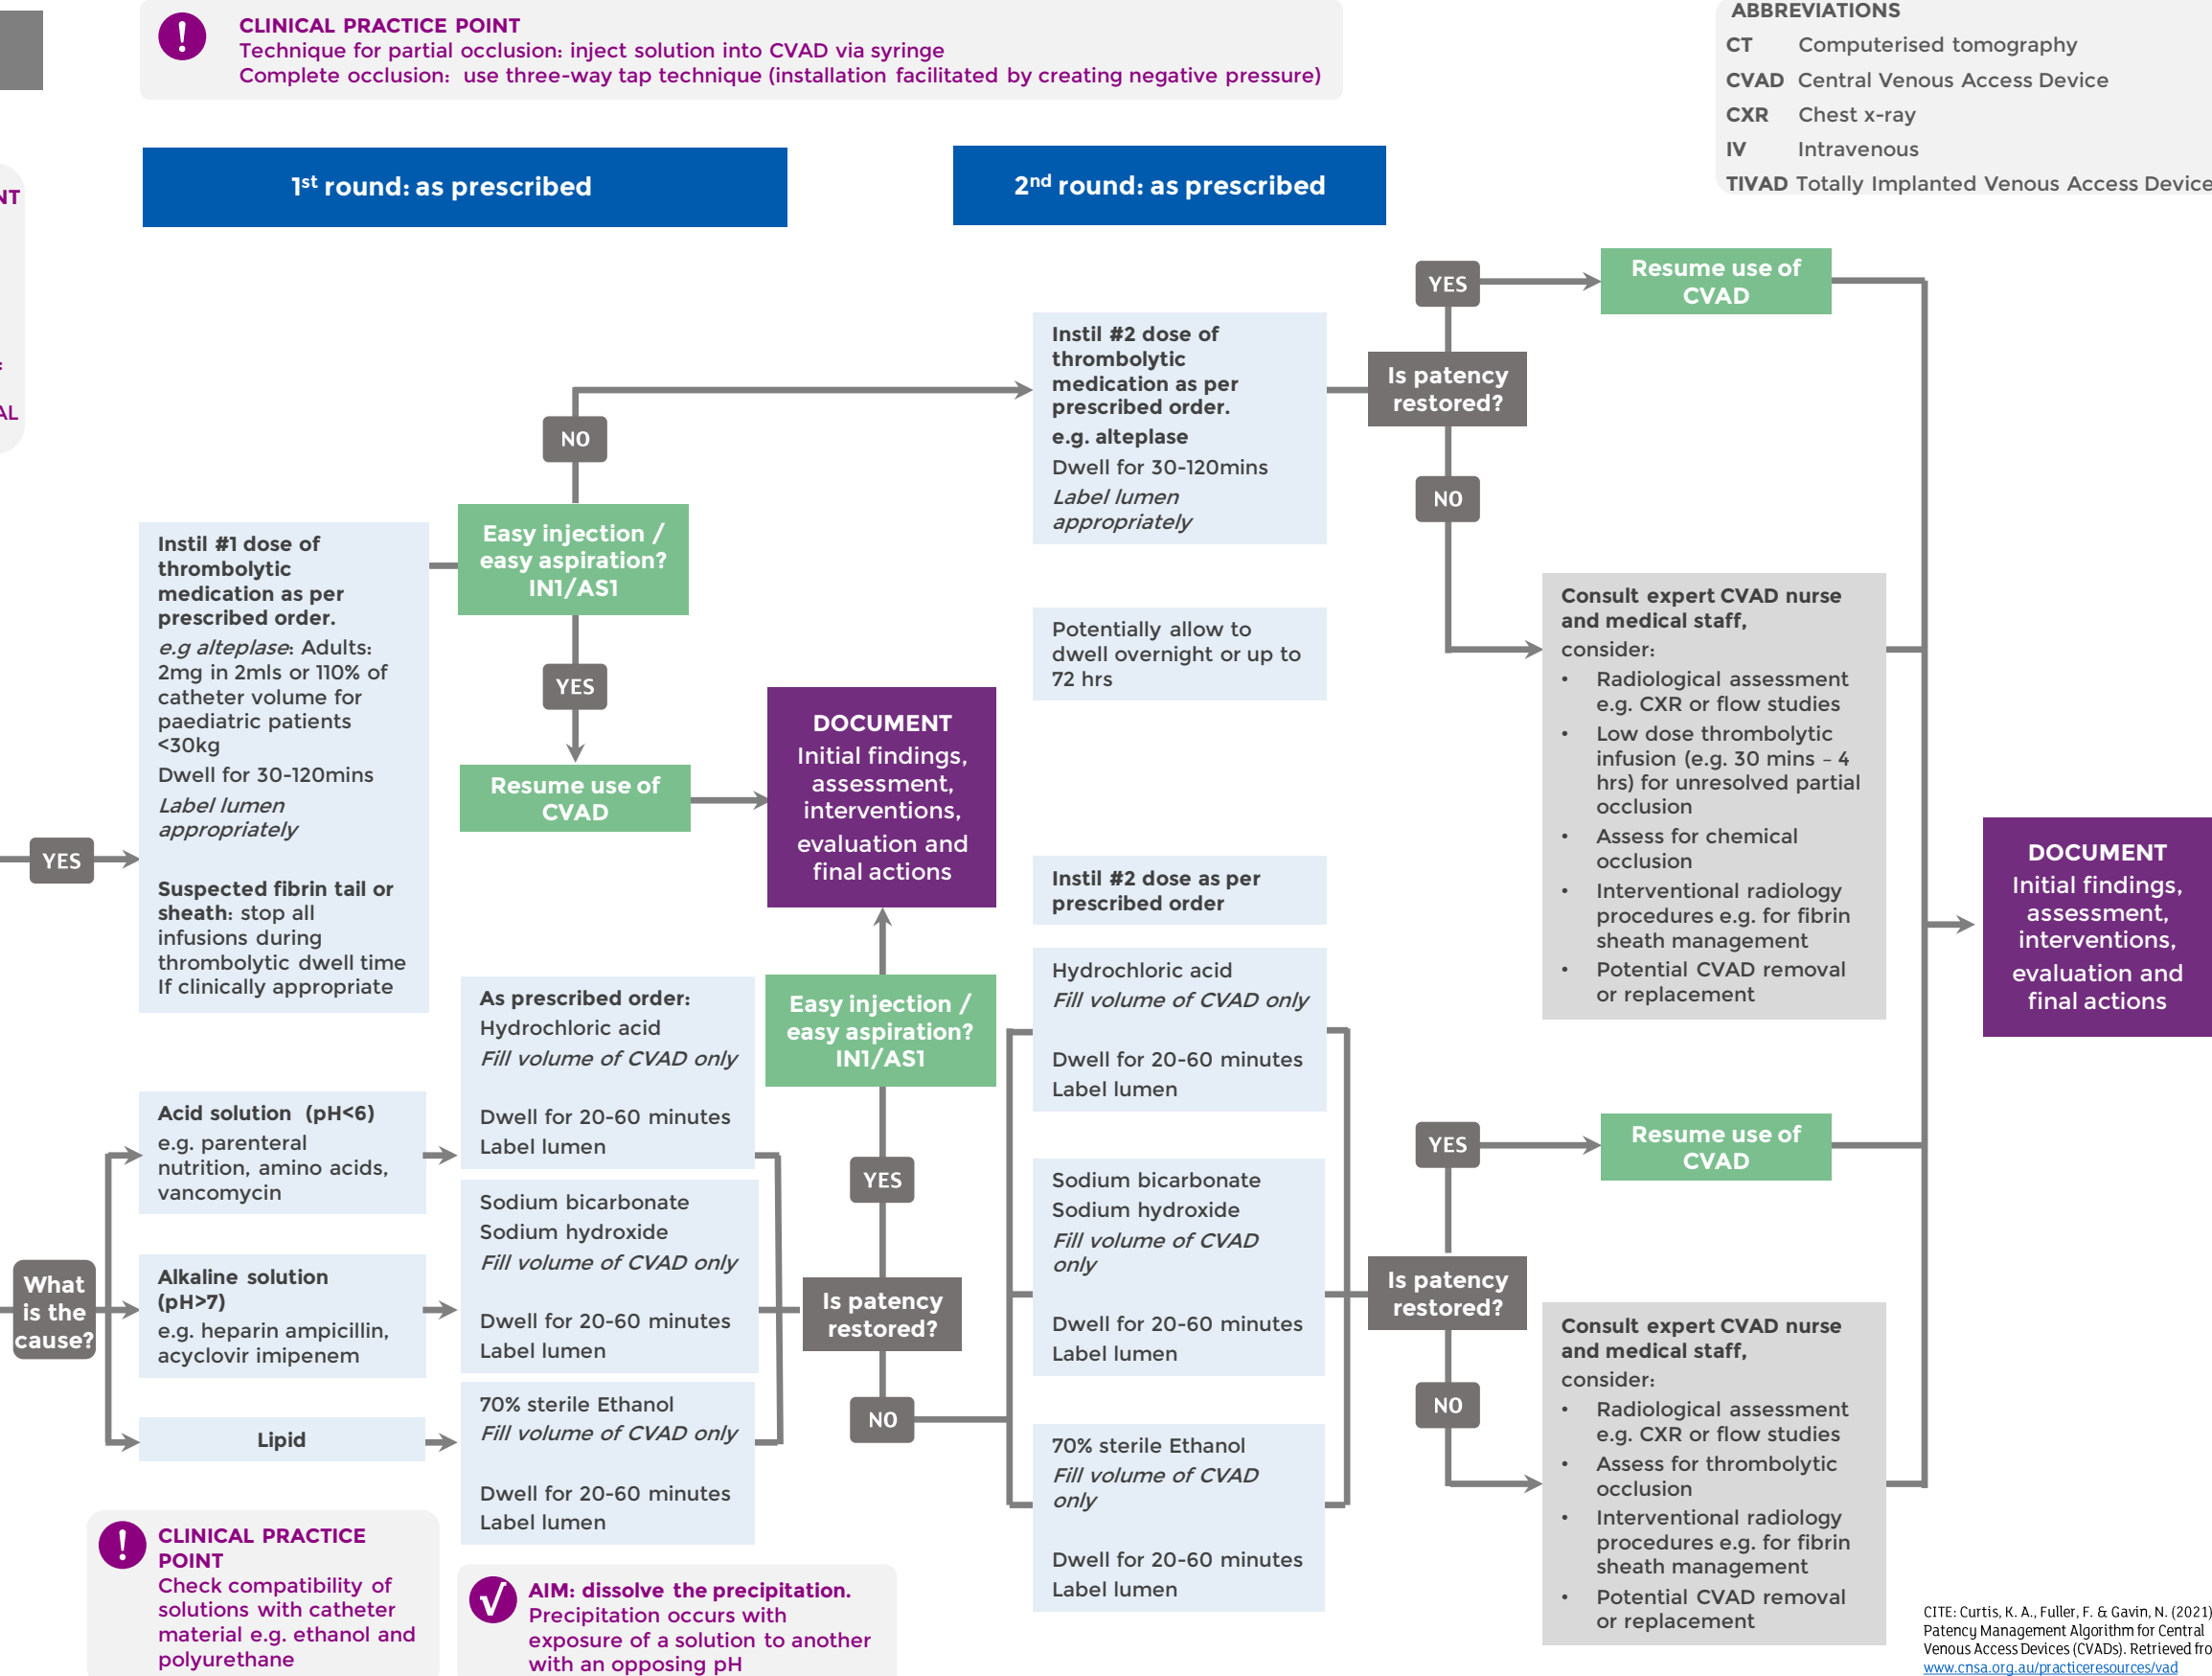 CLINICAL PRACTICE POINT
Technique for partial occlusion: inject solution into CVAD via syringe
Complete occlusion: use three-way tap technique (installation facilitated by creating negative pressure)
ABBREVIATIONS
CT Computerised tomography
CVAD Central Venous Access Device
CXR Chest x-ray
IV Intravenous
TIVAD Totally Implanted Venous Access Device
NT
:
AL
1st round: as prescribed
2nd round: as prescribed
YES
Instil #1 dose of
thrombolytic
medication as per
prescribed order.
e.g alteplase: Adults:
2mg in 2mls or 110% of
catheter volume for
paediatric patients
<30kg
Dwell for 30-120mins
Label lumen
appropriately
Suspected fibrin tail or
sheath: stop all
infusions during
thrombolytic dwell time
If clinically appropriate
NO
Easy injection /
easy aspiration?
IN1/AS1
YES
Resume use of
CVAD
DOCUMENT
Initial findings,
assessment,
interventions,
evaluation and
final actions
Instil #2 dose of
thrombolytic
medication as per
prescribed order.
e.g. alteplase
Dwell for 30-120mins
Label lumen
appropriately
Potentially allow to
dwell overnight or up to
72 hrs
YES
Is patency
restored?
NO
Resume use of
CVAD
Consult expert CVAD nurse
and medical staff,
consider:
• Radiological assessment
e.g. CXR or flow studies
• Low dose thrombolytic
infusion (e.g. 30 mins – 4
hrs) for unresolved partial
occlusion
• Assess for chemical
occlusion
• Interventional radiology
procedures e.g. for fibrin
sheath management
• Potential CVAD removal
or replacement
DOCUMENT
Initial findings,
assessment,
interventions,
evaluation and
final actions
What
is the
cause?
Acid solution (pH<6)
e.g. parenteral
nutrition, amino acids,
vancomycin
Alkaline solution
(pH>7)
e.g. heparin ampicillin,
acyclovir imipenem
Lipid
As prescribed order:
Hydrochloric acid
Fill volume of CVAD only
Dwell for 20-60 minutes
Label lumen
Sodium bicarbonate
Sodium hydroxide
Fill volume of CVAD only
Dwell for 20-60 minutes
Label lumen
70% sterile Ethanol
Fill volume of CVAD only
Dwell for 20-60 minutes
Label lumen
Easy injection /
easy aspiration?
IN1/AS1
YES
Is patency
restored?
NO
Instil #2 dose as per
prescribed order
Hydrochloric acid
Fill volume of CVAD only
Dwell for 20-60 minutes
Label lumen
Sodium bicarbonate
Sodium hydroxide
Fill volume of CVAD
only
Dwell for 20-60 minutes
Label lumen
70% sterile Ethanol
Fill volume of CVAD
only
Dwell for 20-60 minutes
Label lumen
YES
Is patency
restored?
NO
Resume use of
CVAD
Consult expert CVAD nurse
and medical staff,
consider:
• Radiological assessment
e.g. CXR or flow studies
• Assess for thrombolytic
occlusion
• Interventional radiology
procedures e.g. for fibrin
sheath management
• Potential CVAD removal
or replacement
CLINICAL PRACTICE
POINT
Check compatibility of
solutions with catheter
material e.g. ethanol and
polyurethane
AIM: dissolve the precipitation.
Precipitation occurs with
exposure of a solution to another
with an opposing pH
CITE: Curtis, K. A., Fuller, F. & Gavin, N. (2021)
Patency Management Algorithm for Central
Venous Access Devices (CVADs). Retrieved fro
www.cnsa.org.au/practiceresources/vad